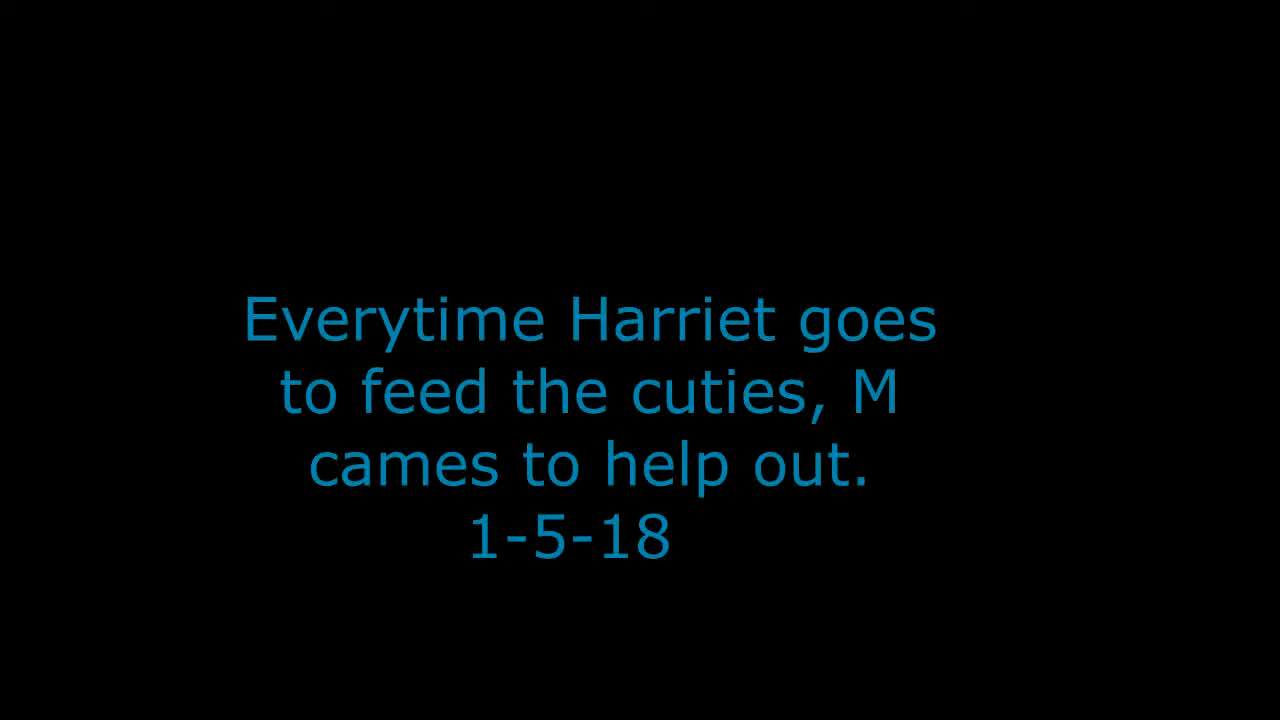 Everytime Harriet goes
to feed the cuties, M
cames to help out.
1-5-18